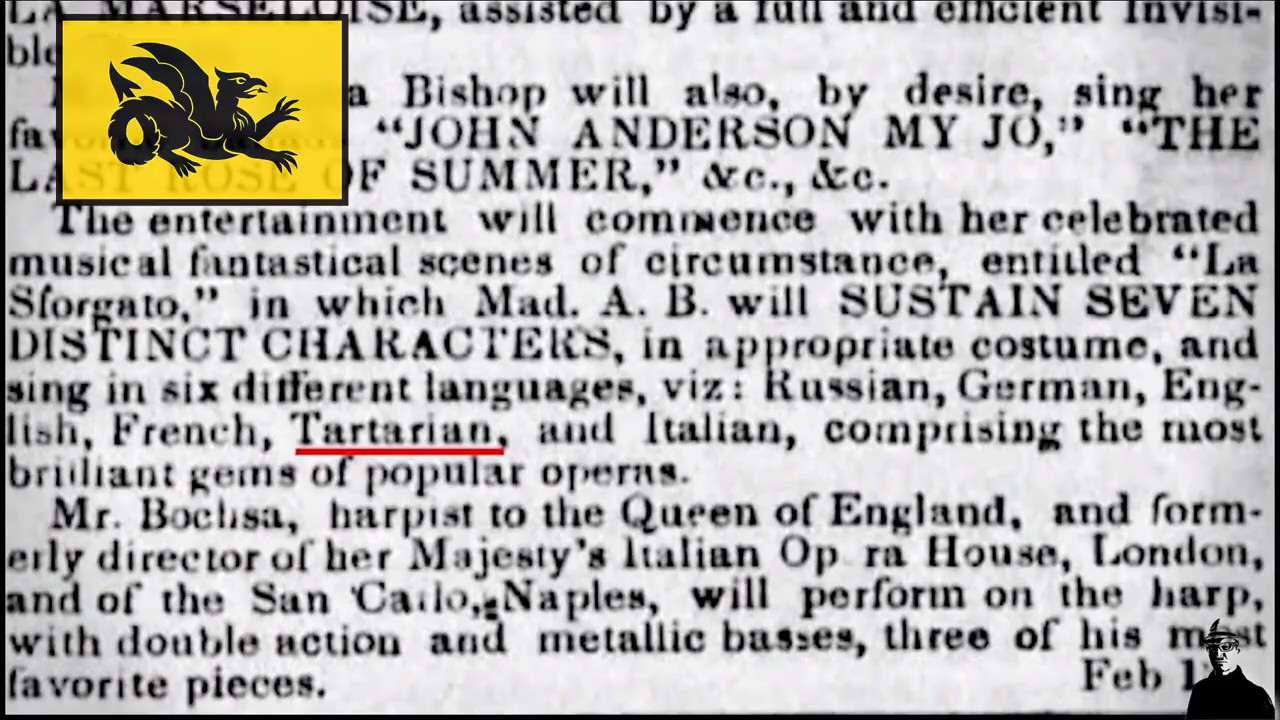 LA MARSELOISE, assisted by a full and efficient Invisi-
ble
a Bishop will also, by desire, sing her
"JOHN ANDERSON MY JO," "THE
LAST ROSE OF SUMMER," &c., &c.
The entertainment will commence with her celebrated
musical fantastical scenes of circumstance, entitled "La
Sforgato," in which Mad. A. B. will SUSTAIN SEVEN
DISTINCT CHARACTERS, in appropriate costume, and
sing in six different languages, viz: Russian, German, Eng-
lish, French, Tartarian, and Italian, comprising the most
brilliant gems of popular operas.
Mr. Bochsa, harpist to the Queen of England, and form-
erly director of her Majesty's Italian Op ra House, London,
and of the San Carlo, Naples, will perform on the harp,
with double action and metallic basses, three of his most
favorite pieces.
Feb